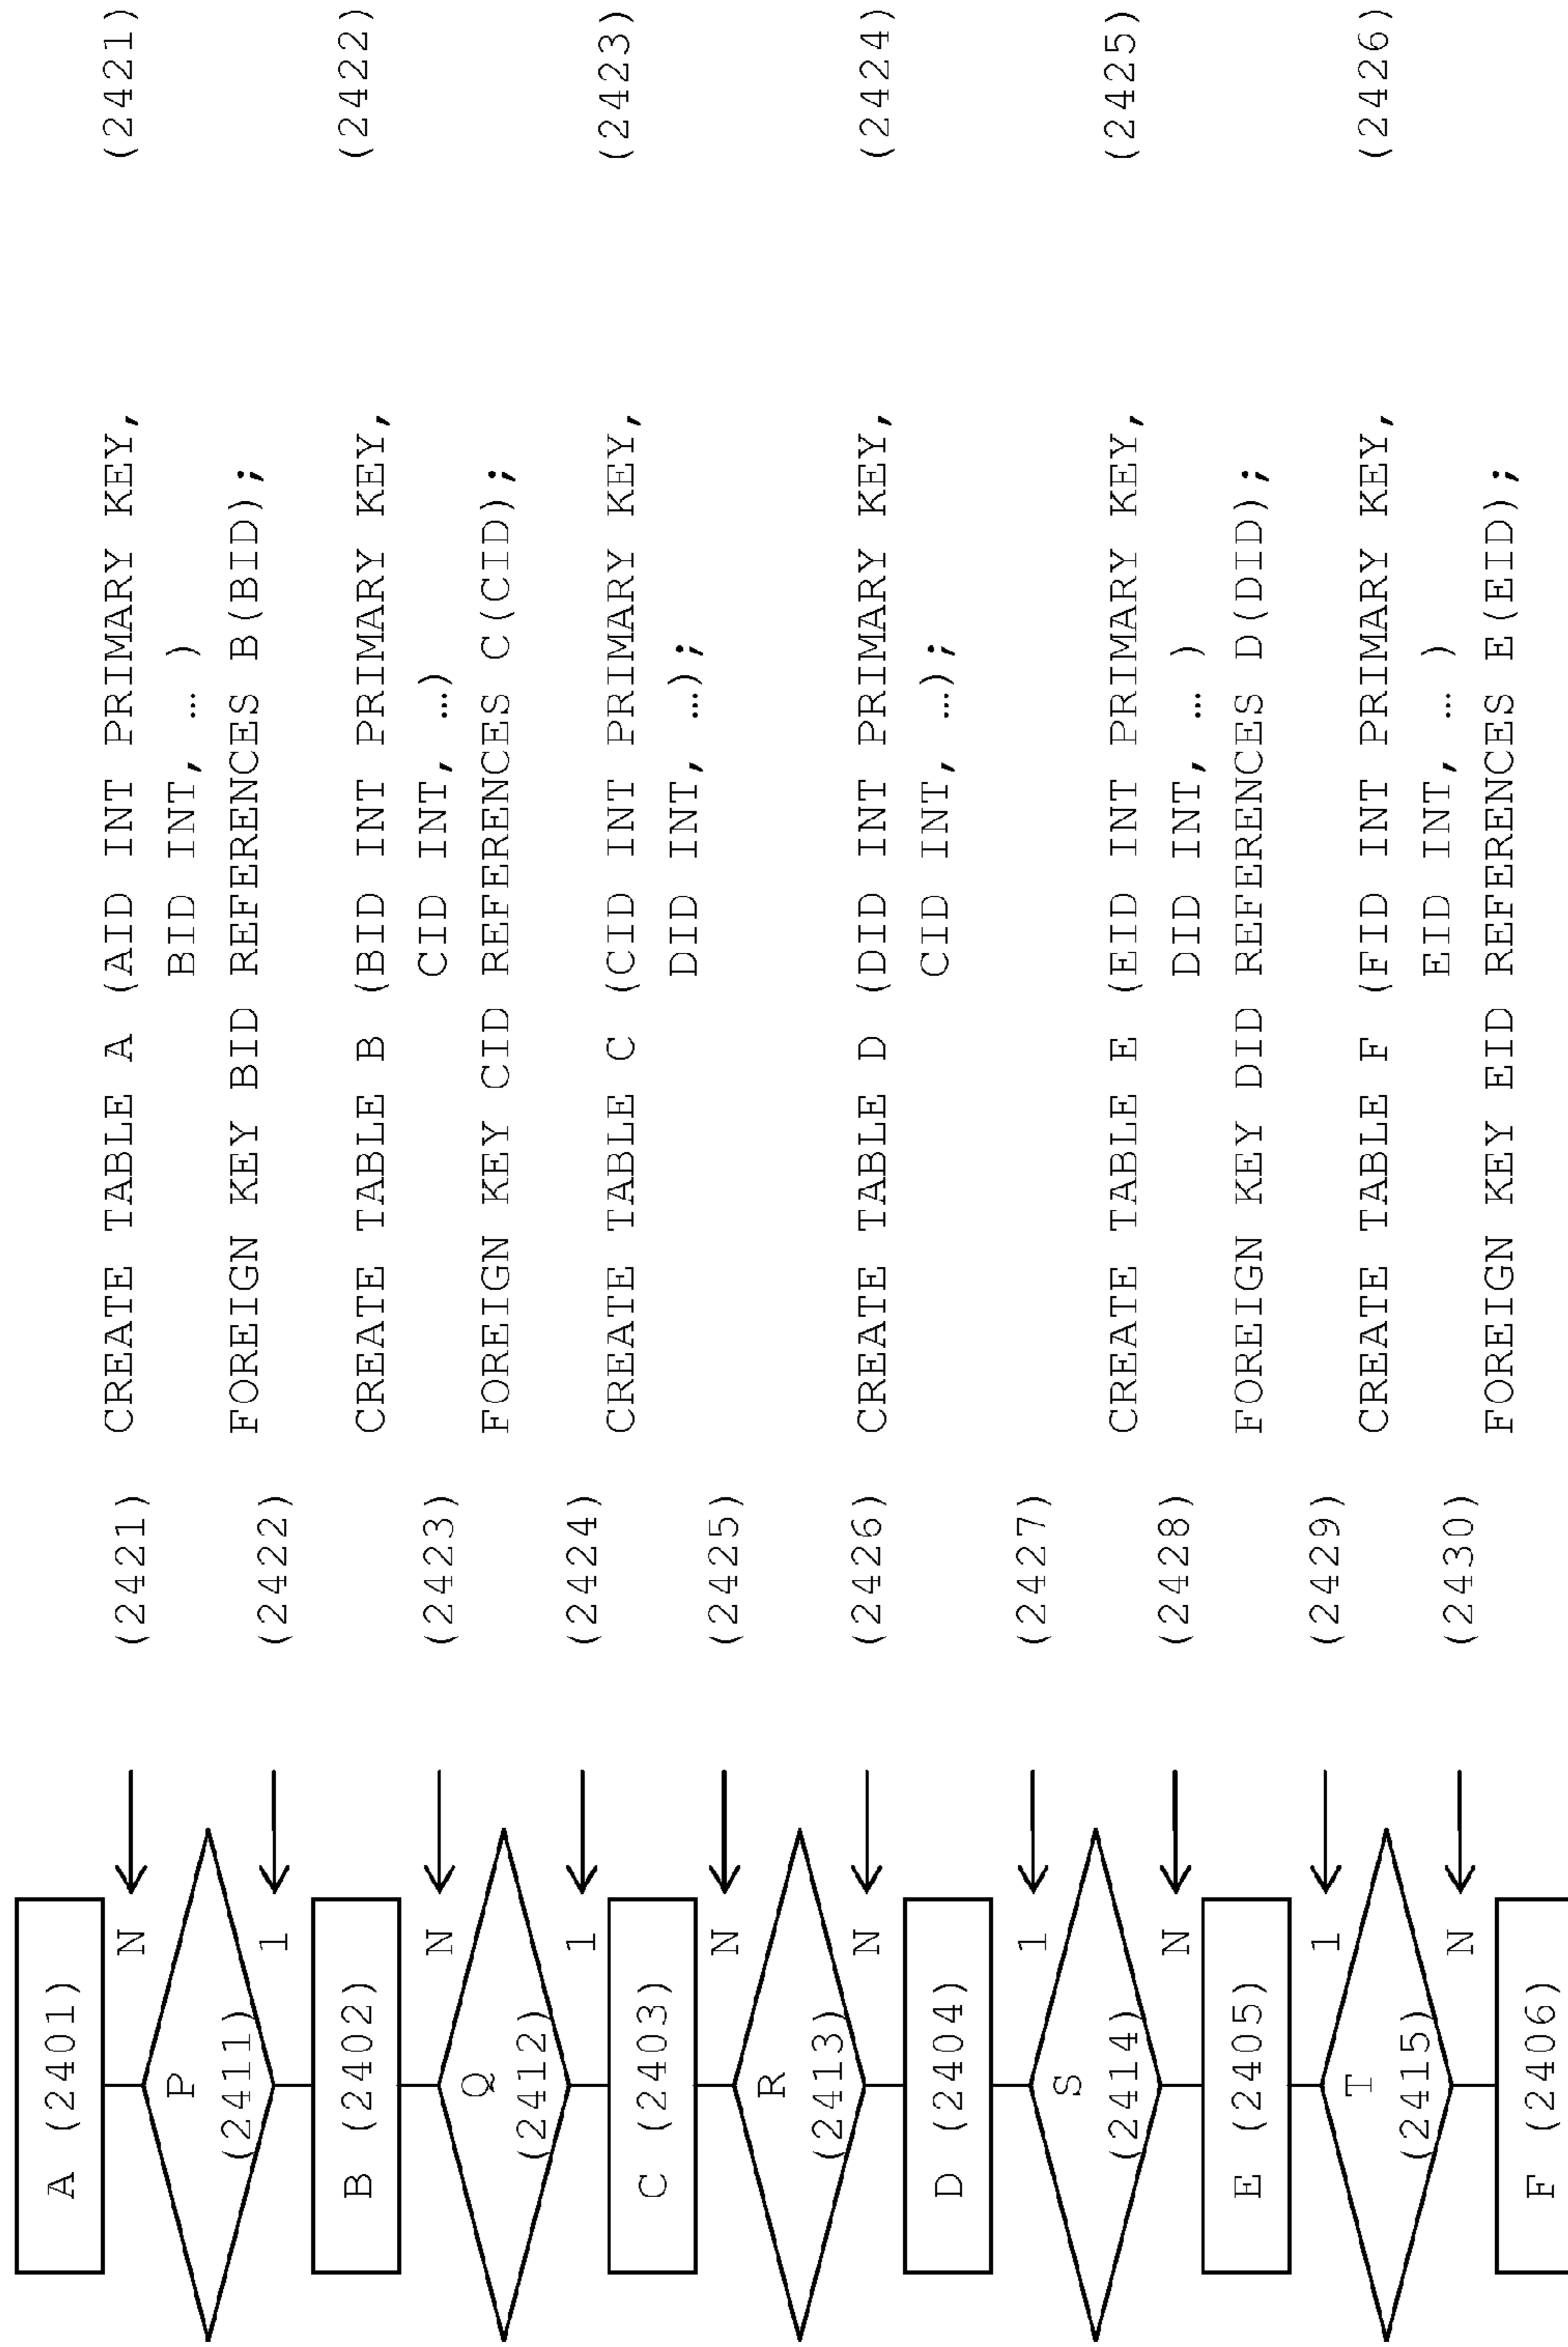 A (2401)
N
(2421)
P
(2411)
1
(2422)
B (2402)
N
(2423)
Q
(2412)
1
(2424)
C (2403)
N
(2425)
R
(2413)
N
(2426)
D (2404)
1
(2427)
S
(2414)
N
(2428)
E (2405)
1
(2429)
T
(2415)
N
(2430)
F (2406)
CREATE TABLE A (AID INT PRIMARY KEY, (2421)
BID INT, ... )
FOREIGN KEY BID REFERENCES B(BID);
CREATE TABLE B (BID INT PRIMARY KEY, (2422)
CID INT, ...)
FOREIGN KEY CID REFERENCES C(CID);
CREATE TABLE C (CID INT PRIMARY KEY, (2423)
DID INT, ...);
CREATE TABLE D (DID INT PRIMARY KEY, (2424)
CID INT, ...);
CREATE TABLE E (EID INT PRIMARY KEY, (2425)
DID INT, ... )
FOREIGN KEY DID REFERENCES D(DID);
CREATE TABLE F (FID INT PRIMARY KEY, (2426)
EID INT, ... )
FOREIGN KEY EID REFERENCES E(EID);